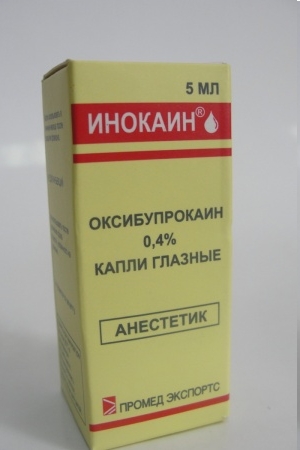 5 МЛ
ИНОКАИН®
ОКСИБУПРОКАИН
0,4%
КАПЛИ ГЛАЗНЫЕ
АНЕСТЕТИК
ПРОМЕД ЭКСПОРТС